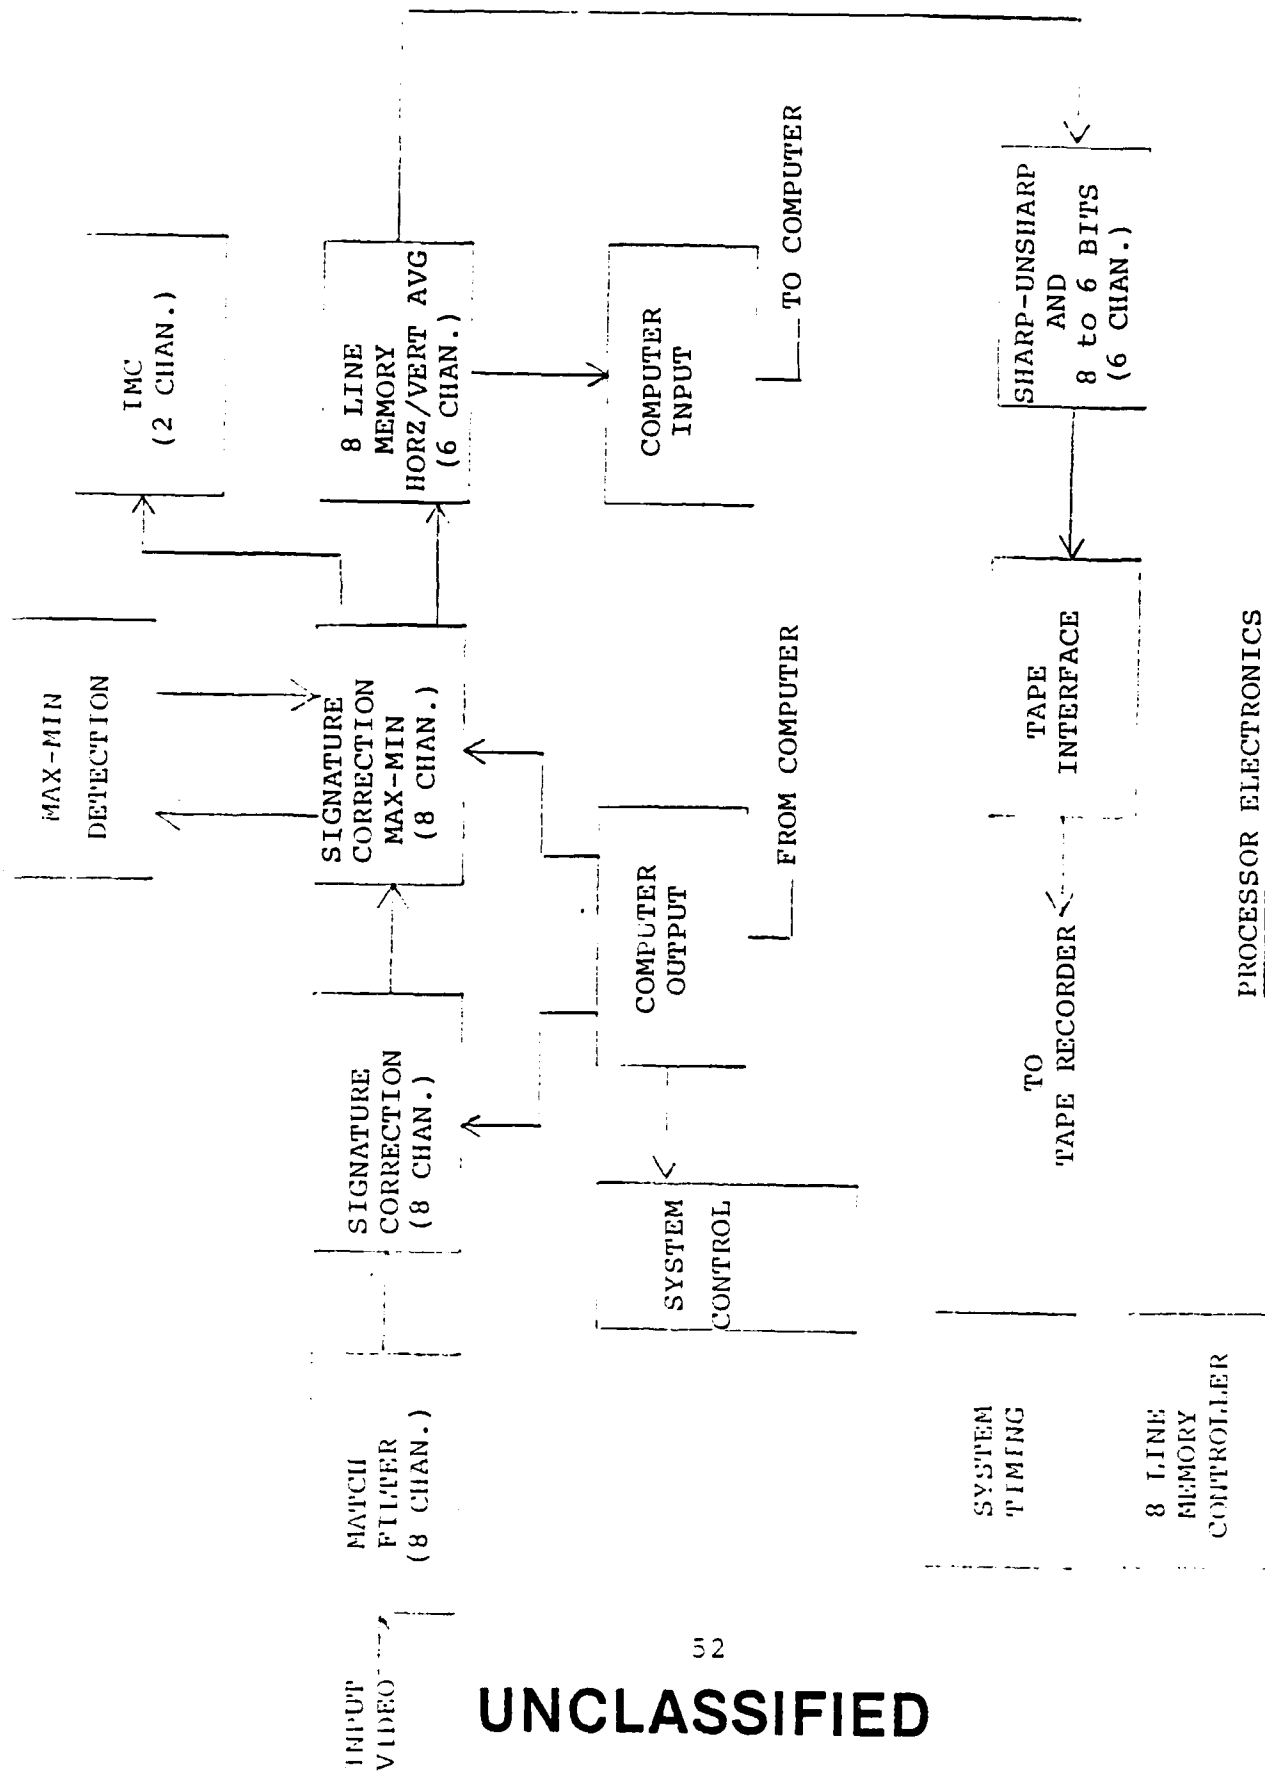 INPUT
VIDEO
MATCH
FILTER
(8 CHAN.)
SIGNATURE
CORRECTION
(8 CHAN.)
SIGNATURE
CORRECTION
MAX-MIN
(8 CHAN.)
MAX-MIN
DETECTION
IMC
(2 CHAN.)
8 LINE
MEMORY
HORZ/VERT AVG
(6 CHAN.)
SYSTEM
CONTROL
COMPUTER
OUTPUT
FROM COMPUTER
COMPUTER
INPUT
TO COMPUTER
SYSTEM
TIMING
8 LINE
MEMORY
CONTROLLER
TO
TAPE RECORDER
TAPE
INTERFACE
SHARP-UNSHARP
AND
8 to 6 BITS
(6 CHAN.)
PROCESSOR ELECTRONICS
52
UNCLASSIFIED